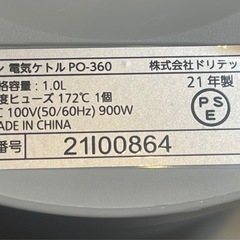 ン 電気ケトル PO-360 株式会社ドリテッ
格容量：1.0L 21年製
度ヒューズ 172℃ 1個 PSE
C 100V(50/60Hz) 900W
MADE IN CHINA
番号 21I00864